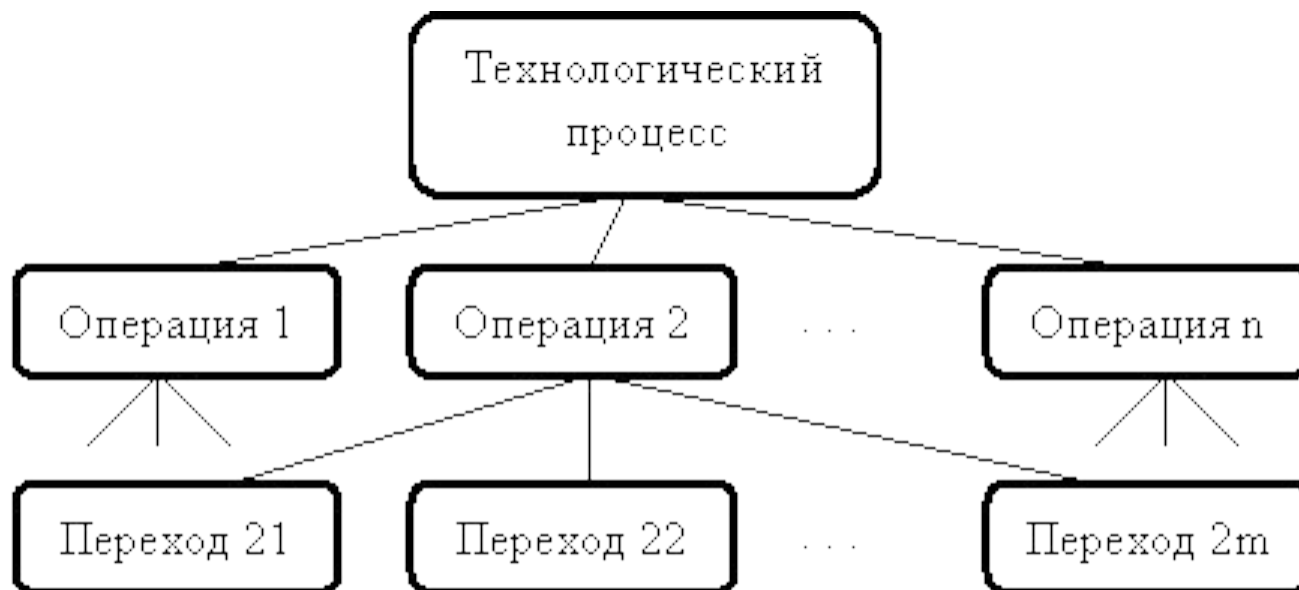 Технологический
процесс
Операция 1
Операция 2
. . .
Операция n
Переход 21
Переход 22
. . .
Переход 2m